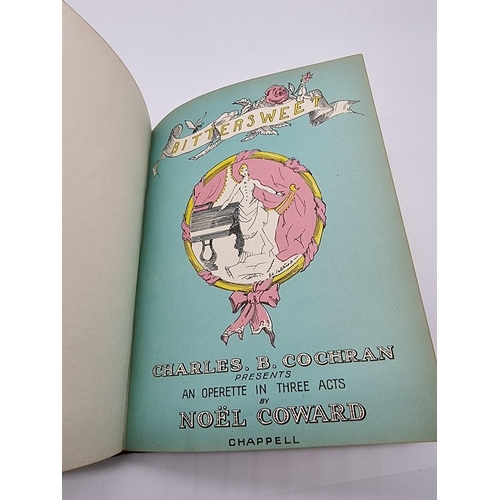 BITTERSWEET
CHARLES. B. COCHRAN
PRESENTS
AN OPERETTE IN THREE ACTS
BY
NOËL COWARD
CHAPPELL